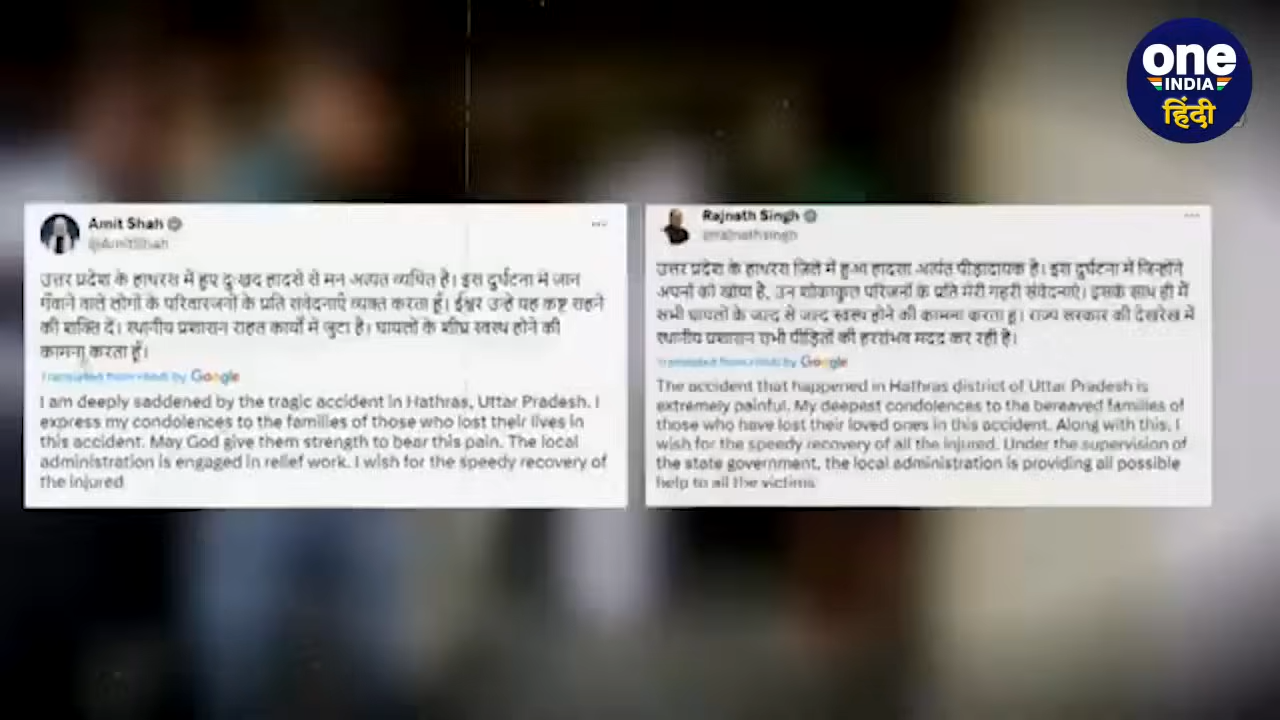 one
INDIA
हिंदी
Amit Shah
@AmitShah
उत्तर प्रदेश के हाथरस में हुए दुःखद हादसे से मन अत्यंत व्यथित है। इस दुर्घटना में जान
गँवाने वाले लोगों के परिवारजनों के प्रति संवेदनाएँ व्यक्त करता हूँ। ईश्वर उन्हें यह कष्ट सहने
की शक्ति दें। स्थानीय प्रशासन राहत कार्यों में जुटा है। घायलों के शीघ्र स्वस्थ होने की
कामना करता हूँ।
Translated from Hindi by Google
I am deeply saddened by the tragic accident in Hathras, Uttar Pradesh. I
express my condolences to the families of those who lost their lives in
this accident. May God give them strength to bear this pain. The local
administration is engaged in relief work. I wish for the speedy recovery of
the injured
Rajnath Singh
@rajnathsingh
उत्तर प्रदेश के हाथरस ज़िले में हुआ हादसा अत्यंत पीड़ादायक है। इस दुर्घटना में जिन्होंने
अपनों को खोया है, उन शोकाकुल परिजनों के प्रति मेरी गहरी संवेदनाएं। इसके साथ ही मैं
सभी घायलों के जल्द से जल्द स्वस्थ होने की कामना करता हूं। राज्य सरकार की देखरेख में
स्थानीय प्रशासन सभी पीड़ितों की हरसंभव मदद कर रही है।
Translated from Hindi by Google
The accident that happened in Hathras district of Uttar Pradesh is
extremely painful. My deepest condolences to the bereaved families of
those who have lost their loved ones in this accident. Along with this, I
wish for the speedy recovery of all the injured. Under the supervision of
the state government, the local administration is providing all possible
help to all the victims